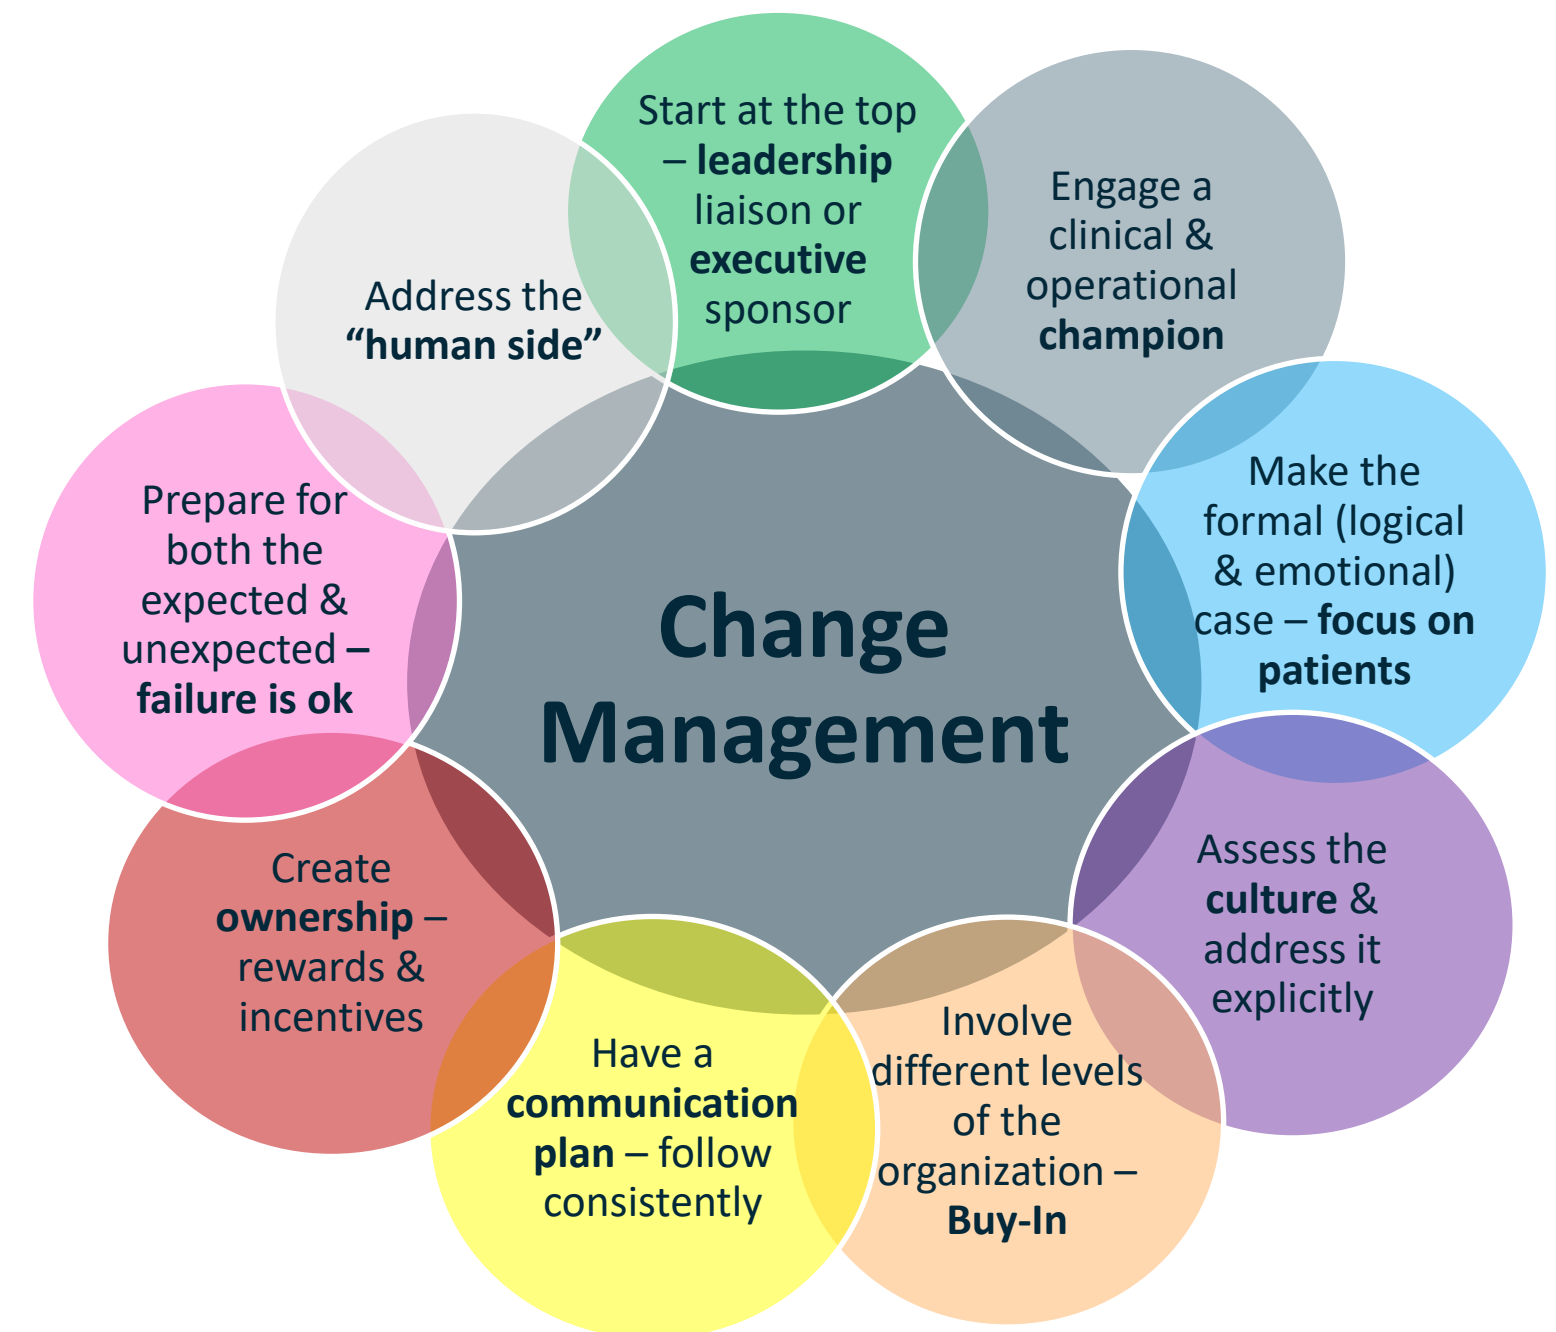 Start at the top
– leadership
liaison or
executive
sponsor
Engage a
clinical &
operational
champion
Make the
formal (logical
& emotional)
case – focus on
patients
Assess the
culture &
address it
explicitly
Involve
different levels
of the
organization –
Buy-In
Have a
communication
plan – follow
consistently
Create
ownership –
rewards &
incentives
Prepare for
both the
expected &
unexpected –
failure is ok
Address the
“human side”
Change
Management